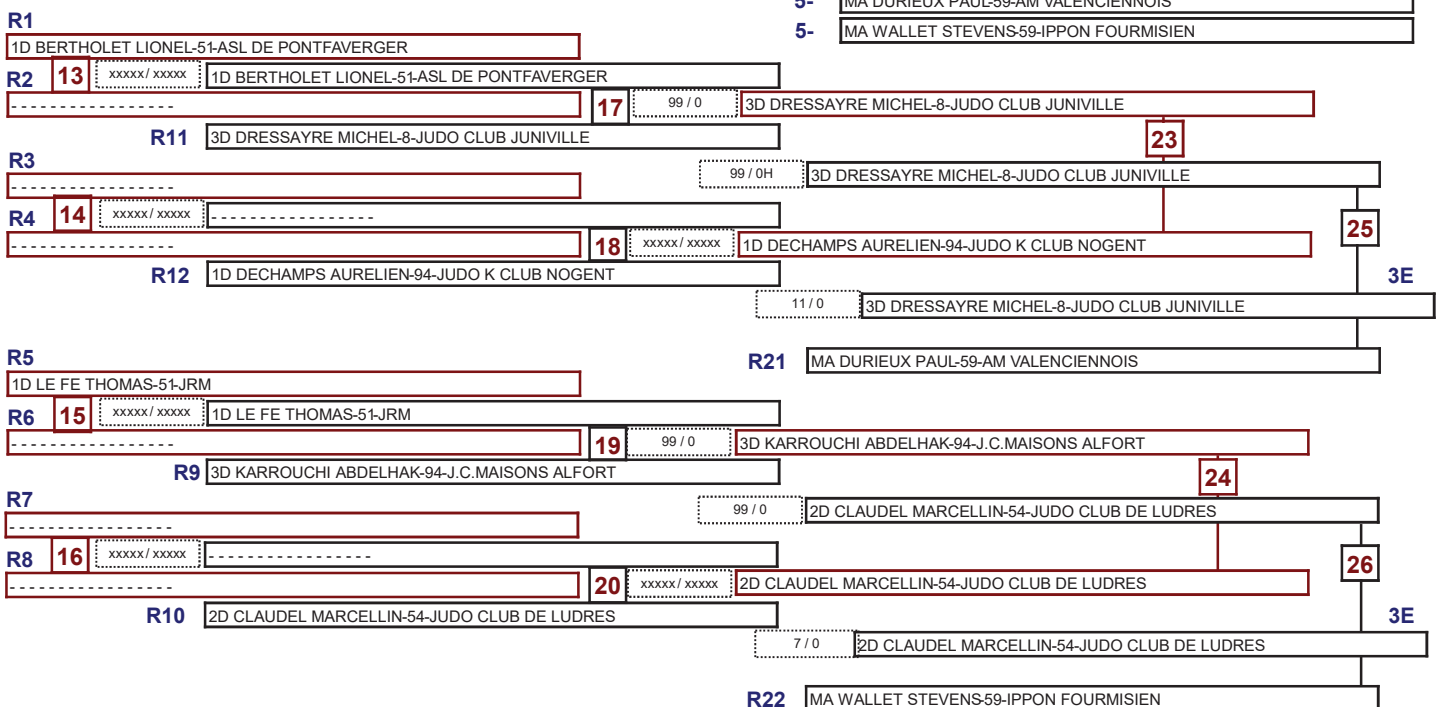 5- MA DURIEUX PAUL-59-AM VALENCIENNOIS
R1
5- MA WALLET STEVENS-59-IPPON FOURMISIEN
1D BERTHOLET LIONEL-51-ASL DE PONTFAVERGER
R2 13 xxxxx / xxxxx 1D BERTHOLET LIONEL-51-ASL DE PONTFAVERGER
- - - - - - - - - - - - - - - - 17 99 / 0 3D DRESSAYRE MICHEL-8-JUDO CLUB JUNIVILLE
R11 3D DRESSAYRE MICHEL-8-JUDO CLUB JUNIVILLE 23
R3
- - - - - - - - - - - - - - - - 99 / 0H 3D DRESSAYRE MICHEL-8-JUDO CLUB JUNIVILLE
R4 14 xxxxx / xxxxx - - - - - - - - - - - - - - - - 25
- - - - - - - - - - - - - - - - 18 xxxxx / xxxxx 1D DECHAMPS AURELIEN-94-JUDO K CLUB NOGENT
R12 1D DECHAMPS AURELIEN-94-JUDO K CLUB NOGENT 3E
11 / 0 3D DRESSAYRE MICHEL-8-JUDO CLUB JUNIVILLE
R5 R21 MA DURIEUX PAUL-59-AM VALENCIENNOIS
1D LE FE THOMAS-51-JRM
R6 15 xxxxx / xxxxx 1D LE FE THOMAS-51-JRM
- - - - - - - - - - - - - - - - 19 99 / 0 3D KARROUCHI ABDELHAK-94-J.C.MAISONS ALFORT
R9 3D KARROUCHI ABDELHAK-94-J.C.MAISONS ALFORT 24
R7
- - - - - - - - - - - - - - - - 99 / 0 2D CLAUDEL MARCELLIN-54-JUDO CLUB DE LUDRES
R8 16 xxxxx / xxxxx - - - - - - - - - - - - - - - - 26
- - - - - - - - - - - - - - - - 20 xxxxx / xxxxx 2D CLAUDEL MARCELLIN-54-JUDO CLUB DE LUDRES
R10 2D CLAUDEL MARCELLIN-54-JUDO CLUB DE LUDRES 3E
7 / 0 2D CLAUDEL MARCELLIN-54-JUDO CLUB DE LUDRES
R22 MA WALLET STEVENS-59-IPPON FOURMISIEN